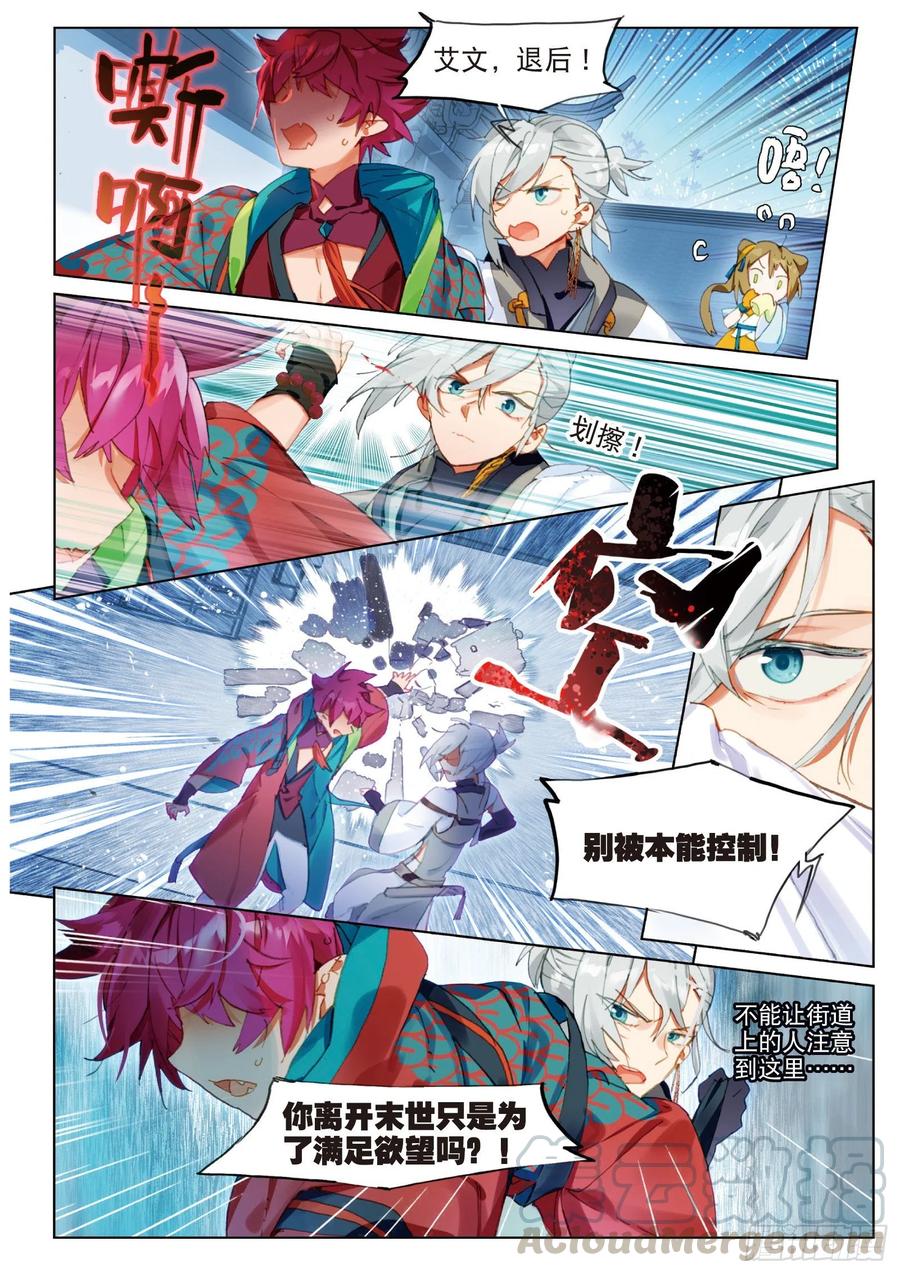 艾文，退后！
嘶
啊
唔！
划擦！
别被本能控制！
不能让街道
上的人注意
到这里……
你离开末世只是为
了满足欲望吗？！
AcloudMerge.com